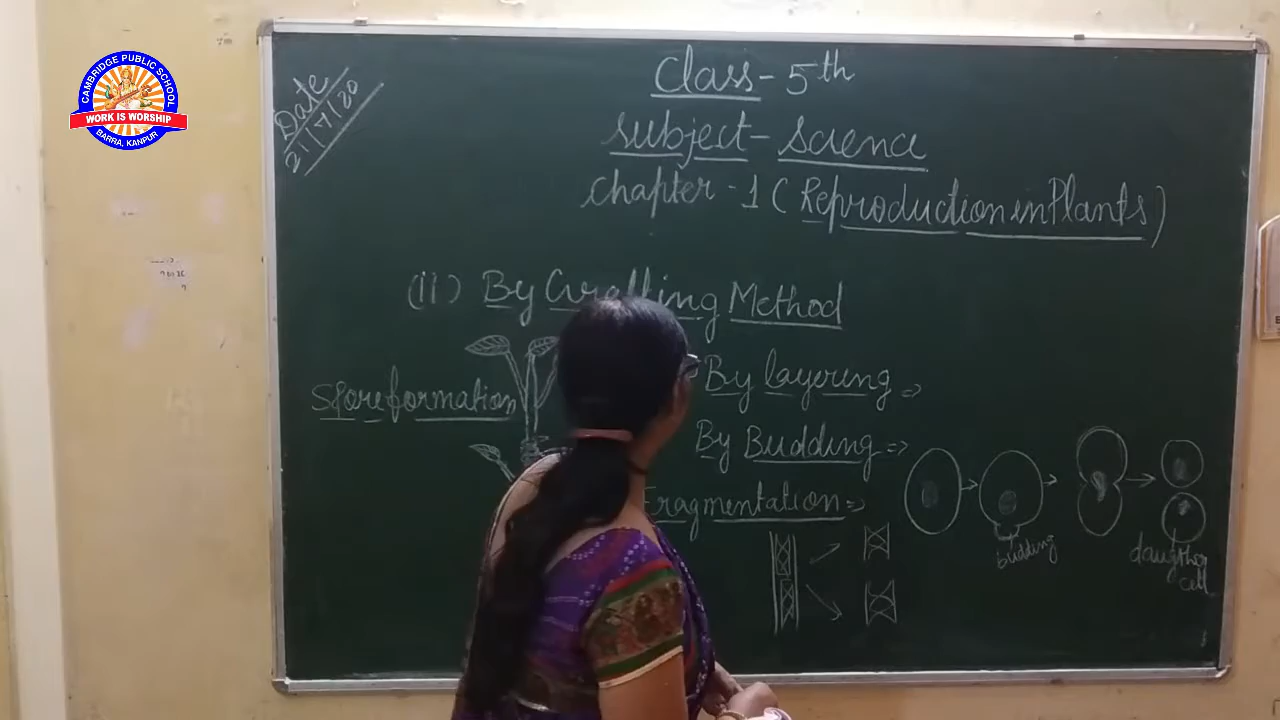 CAMBRIDGE PUBLIC SCHOOL
WORK IS WORSHIP
BARRA, KANPUR
Date
21/7/20
Class - 5th
Subject - Science
Chapter - 1 (Reproduction in Plants)
(ii) By Grafting Method
Spore formation
By layering ⇒
By Budding ⇒
Fragmentation ⇒
budding
daughter
cell